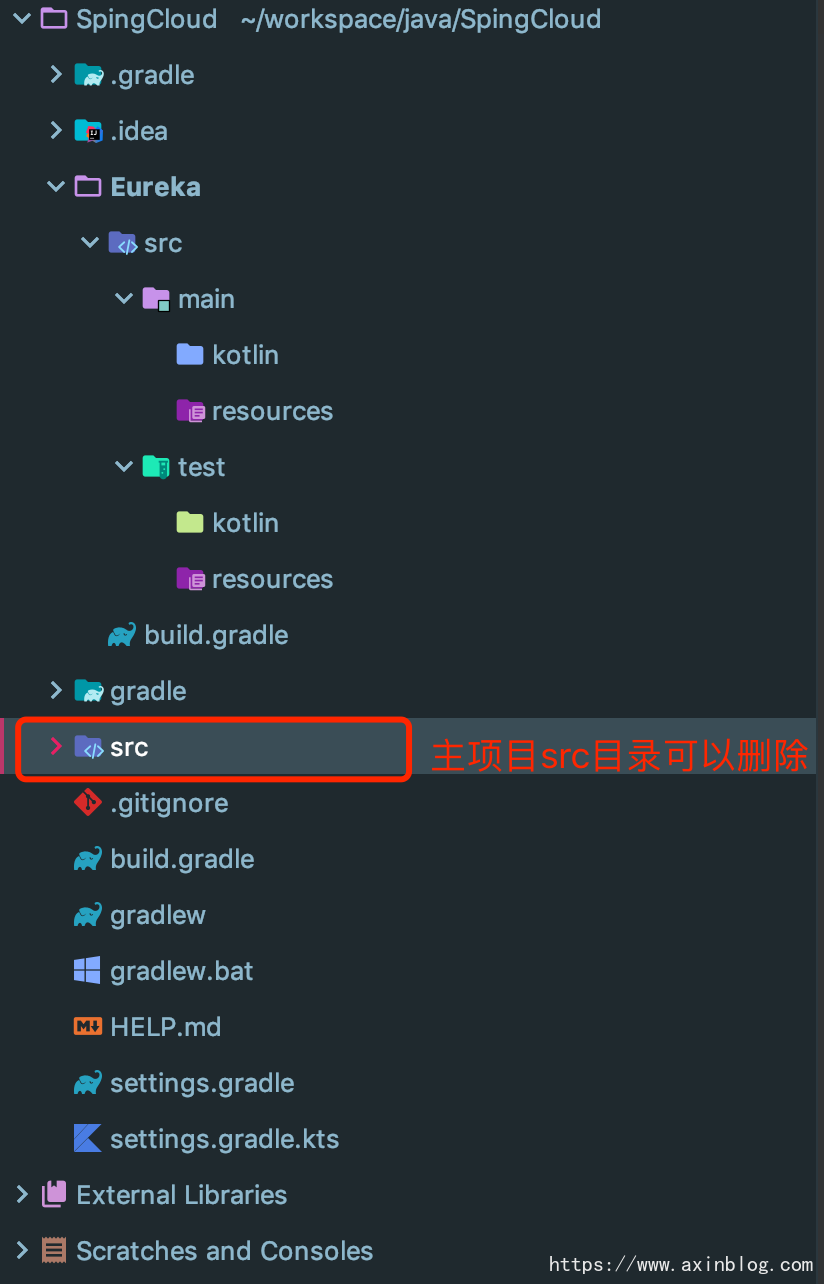 SpingCloud ~/workspace/java/SpingCloud
.gradle
.idea
Eureka
src
main
kotlin
resources
test
kotlin
resources
build.gradle
gradle
src 主项目src目录可以删除
.gitignore
build.gradle
gradlew
gradlew.bat
HELP.md
settings.gradle
settings.gradle.kts
External Libraries
Scratches and Consoles
https://www.axinblog.com